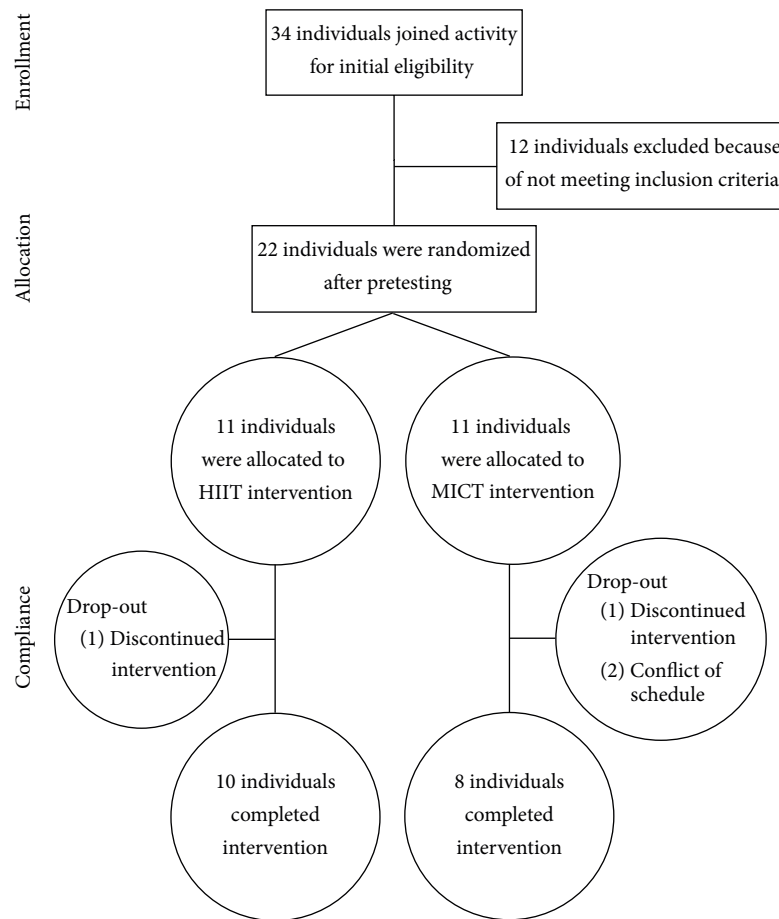 Enrollment
34 individuals joined activity
for initial eligibility
12 individuals excluded because
of not meeting inclusion criteria
Allocation
22 individuals were randomized
after pretesting
11 individuals
were allocated to
HIIT intervention
11 individuals
were allocated to
MICT intervention
Compliance
Drop-out
(1) Discontinued
intervention
Drop-out
(1) Discontinued
intervention
(2) Conflict of
schedule
10 individuals
completed
intervention
8 individuals
completed
intervention